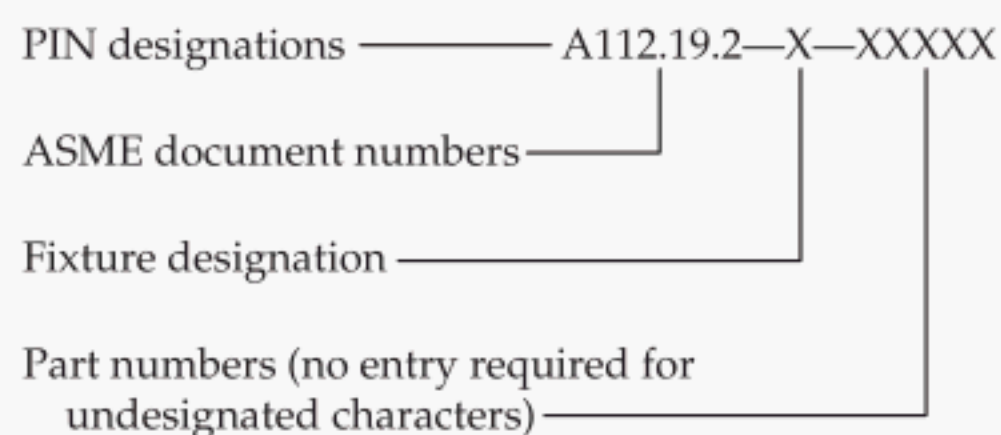 PIN designations A112.19.2—X—XXXXX
ASME document numbers
Fixture designation
Part numbers (no entry required for
undesignated characters)